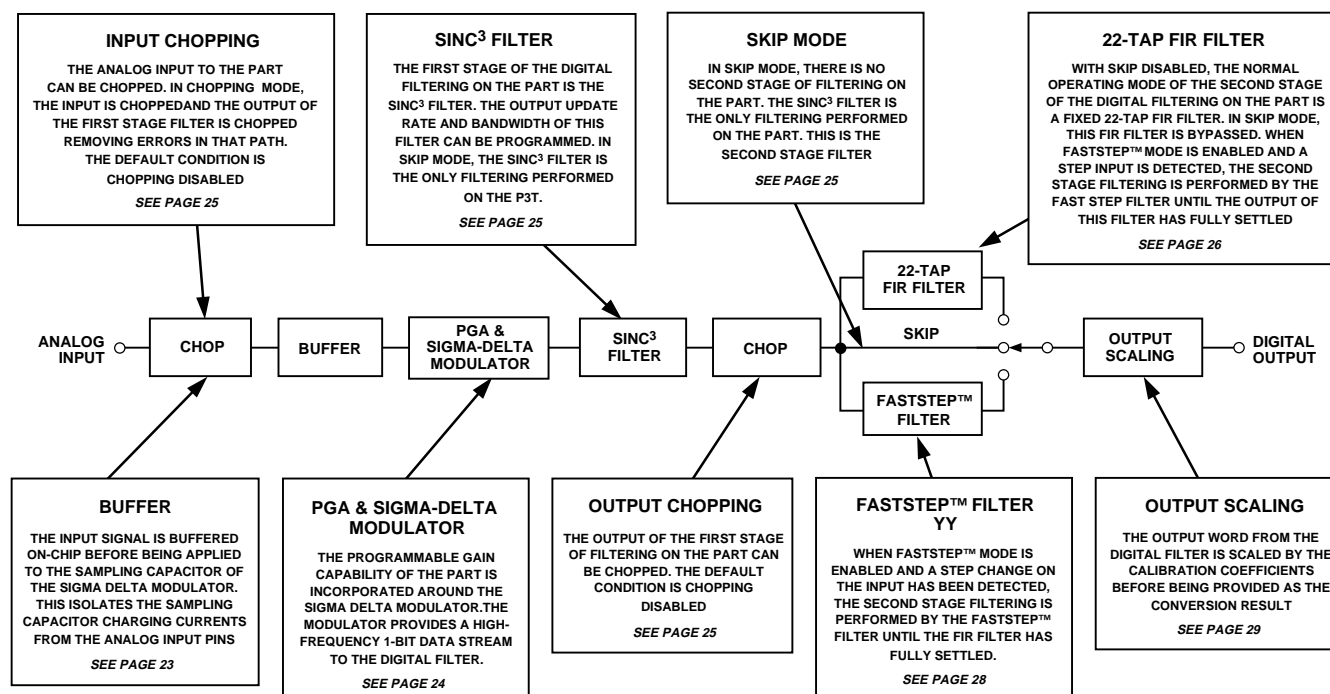 INPUT CHOPPING
THE ANALOG INPUT TO THE PART
CAN BE CHOPPED. IN CHOPPING MODE,
THE INPUT IS CHOPPEDAND THE OUTPUT OF
THE FIRST STAGE FILTER IS CHOPPED
REMOVING ERRORS IN THAT PATH.
THE DEFAULT CONDITION IS
CHOPPING DISABLED
SEE PAGE 25
SINC³ FILTER
THE FIRST STAGE OF THE DIGITAL
FILTERING ON THE PART IS THE
SINC³ FILTER. THE OUTPUT UPDATE
RATE AND BANDWIDTH OF THIS
FILTER CAN BE PROGRAMMED. IN
SKIP MODE, THE SINC³ FILTER IS
THE ONLY FILTERING PERFORMED
ON THE P3T.
SEE PAGE 25
SKIP MODE
IN SKIP MODE, THERE IS NO
SECOND STAGE OF FILTERING ON
THE PART. THE SINC³ FILTER IS
THE ONLY FILTERING PERFORMED
ON THE PART. THIS IS THE
SECOND STAGE FILTER
SEE PAGE 25
22-TAP FIR FILTER
WITH SKIP DISABLED, THE NORMAL
OPERATING MODE OF THE SECOND STAGE
OF THE DIGITAL FILTERING ON THE PART IS
A FIXED 22-TAP FIR FILTER. IN SKIP MODE,
THIS FIR FILTER IS BYPASSED. WHEN
FASTSTEP™ MODE IS ENABLED AND A
STEP INPUT IS DETECTED, THE SECOND
STAGE FILTERING IS PERFORMED BY THE
FAST STEP FILTER UNTIL THE OUTPUT OF
THIS FILTER HAS FULLY SETTLED
SEE PAGE 26
ANALOG
INPUT
CHOP
BUFFER
PGA &
SIGMA-DELTA
MODULATOR
SINC³
FILTER
CHOP
22-TAP
FIR FILTER
SKIP
FASTSTEP™
FILTER
OUTPUT
SCALING
DIGITAL
OUTPUT
BUFFER
THE INPUT SIGNAL IS BUFFERED
ON-CHIP BEFORE BEING APPLIED
TO THE SAMPLING CAPACITOR OF
THE SIGMA DELTA MODULATOR.
THIS ISOLATES THE SAMPLING
CAPACITOR CHARGING CURRENTS
FROM THE ANALOG INPUT PINS
SEE PAGE 23
PGA & SIGMA-DELTA
MODULATOR
THE PROGRAMMABLE GAIN
CAPABILITY OF THE PART IS
INCORPORATED AROUND THE
SIGMA DELTA MODULATOR.THE
MODULATOR PROVIDES A HIGH-
FREQUENCY 1-BIT DATA STREAM
TO THE DIGITAL FILTER.
SEE PAGE 24
OUTPUT CHOPPING
THE OUTPUT OF THE FIRST STAGE
OF FILTERING ON THE PART CAN
BE CHOPPED. THE DEFAULT
CONDITION IS CHOPPING
DISABLED
SEE PAGE 25
FASTSTEP™ FILTER
YY
WHEN FASTSTEP™ MODE IS
ENABLED AND A STEP CHANGE ON
THE INPUT HAS BEEN DETECTED,
THE SECOND STAGE FILTERING IS
PERFORMED BY THE FASTSTEP™
FILTER UNTIL THE FIR FILTER HAS
FULLY SETTLED.
SEE PAGE 28
OUTPUT SCALING
THE OUTPUT WORD FROM THE
DIGITAL FILTER IS SCALED BY THE
CALIBRATION COEFFICIENTS
BEFORE BEING PROVIDED AS THE
CONVERSION RESULT
SEE PAGE 29